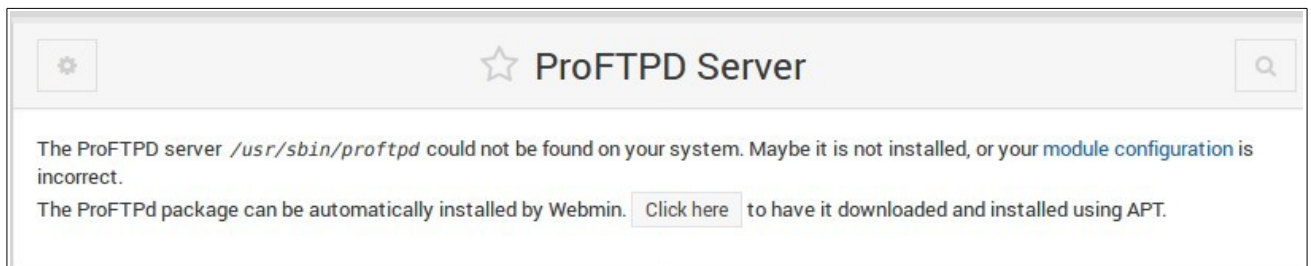 ProFTPD Server
The ProFTPD server /usr/sbin/proftpd could not be found on your system. Maybe it is not installed, or your module configuration is
incorrect.
The ProFTPd package can be automatically installed by Webmin. Click here to have it downloaded and installed using APT.